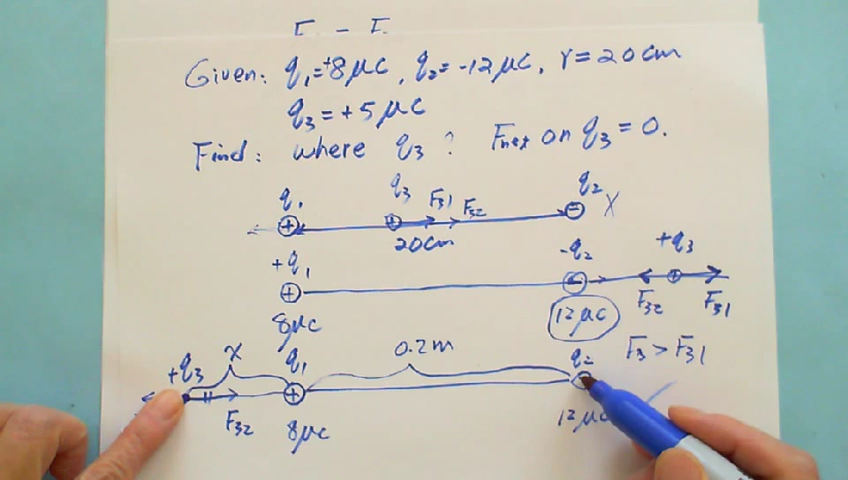 Given: q₁=+8μC, q₂=-12μC, r=20cm
q₃=+5μC
Find: where q₃? Fnet on q₃=0.
q₁ q₃ F31 F32 q₂ X
+ + −
20cm
+q₁ -q₂ +q₃
+ − +
8μC 12μC F32 F31
x 0.2m q₂ F3>F31
+q₃ q₁
+
F32 8μC 12μC